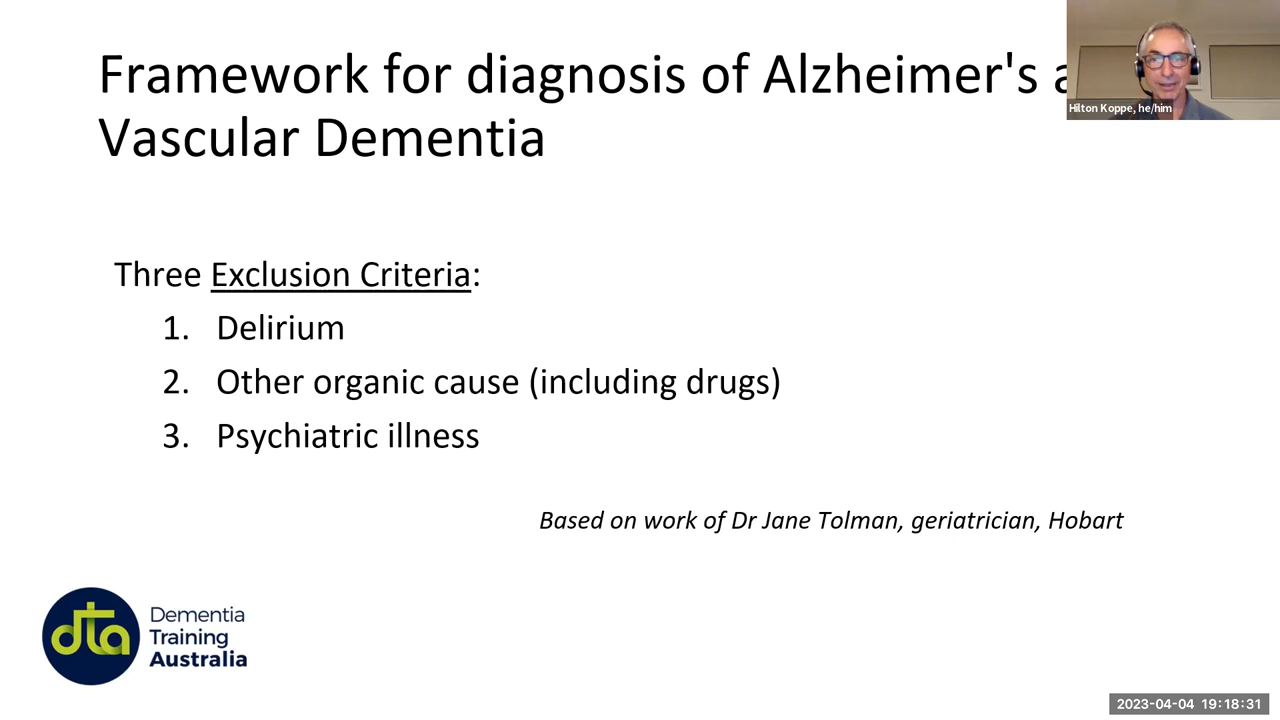 Framework for diagnosis of Alzheimer's a
Vascular Dementia
Hilton Koppe, he/him
Three Exclusion Criteria:
1. Delirium
2. Other organic cause (including drugs)
3. Psychiatric illness
Based on work of Dr Jane Tolman, geriatrician, Hobart
dta
Dementia
Training
Australia
2023-04-04 19:18:31